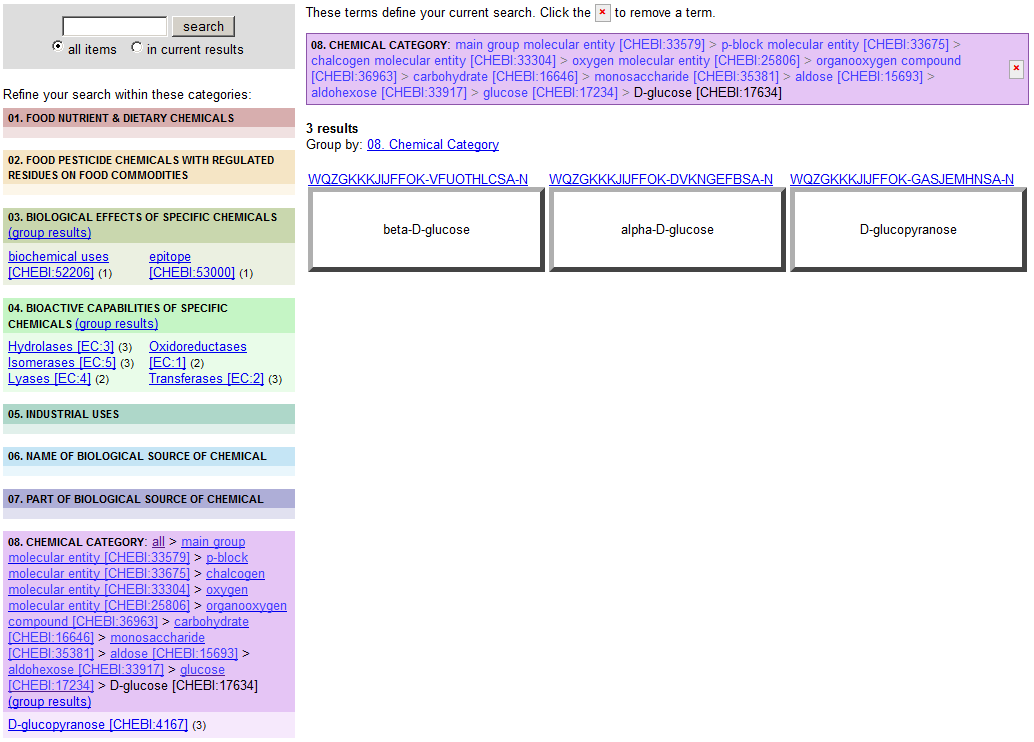 search
all items in current results
Refine your search within these categories:
01. FOOD NUTRIENT & DIETARY CHEMICALS
02. FOOD PESTICIDE CHEMICALS WITH REGULATED
RESIDUES ON FOOD COMMODITIES
03. BIOLOGICAL EFFECTS OF SPECIFIC CHEMICALS
(group results)
biochemical uses
[CHEBI:52206] (1)
epitope
[CHEBI:53000] (1)
04. BIOACTIVE CAPABILITIES OF SPECIFIC
CHEMICALS (group results)
Hydrolases [EC:3] (3)
Isomerases [EC:5] (3)
Lyases [EC:4] (2)
Oxidoreductases
[EC:1] (2)
Transferases [EC:2] (3)
05. INDUSTRIAL USES
06. NAME OF BIOLOGICAL SOURCE OF CHEMICAL
07. PART OF BIOLOGICAL SOURCE OF CHEMICAL
08. CHEMICAL CATEGORY: all > main group
molecular entity [CHEBI:33579] > p-block
molecular entity [CHEBI:33675] > chalcogen
molecular entity [CHEBI:33304] > oxygen
molecular entity [CHEBI:25806] > organooxygen
compound [CHEBI:36963] > carbohydrate
[CHEBI:16646] > monosaccharide
[CHEBI:35381] > aldose [CHEBI:15693] >
aldohexose [CHEBI:33917] > glucose
[CHEBI:17234] > D-glucose [CHEBI:17634]
(group results)
D-glucopyranose [CHEBI:4167] (3)
These terms define your current search. Click the × to remove a term.
08. CHEMICAL CATEGORY: main group molecular entity [CHEBI:33579] > p-block molecular entity [CHEBI:33675] >
chalcogen molecular entity [CHEBI:33304] > oxygen molecular entity [CHEBI:25806] > organooxygen compound
[CHEBI:36963] > carbohydrate [CHEBI:16646] > monosaccharide [CHEBI:35381] > aldose [CHEBI:15693] >
aldohexose [CHEBI:33917] > glucose [CHEBI:17234] > D-glucose [CHEBI:17634]
×
3 results
Group by: 08. Chemical Category
WQZGKKKJIJFFOK-VFUOTHLCSA-N
beta-D-glucose
WQZGKKKJIJFFOK-DVKNGEFBSA-N
alpha-D-glucose
WQZGKKKJIJFFOK-GASJEMHNSA-N
D-glucopyranose